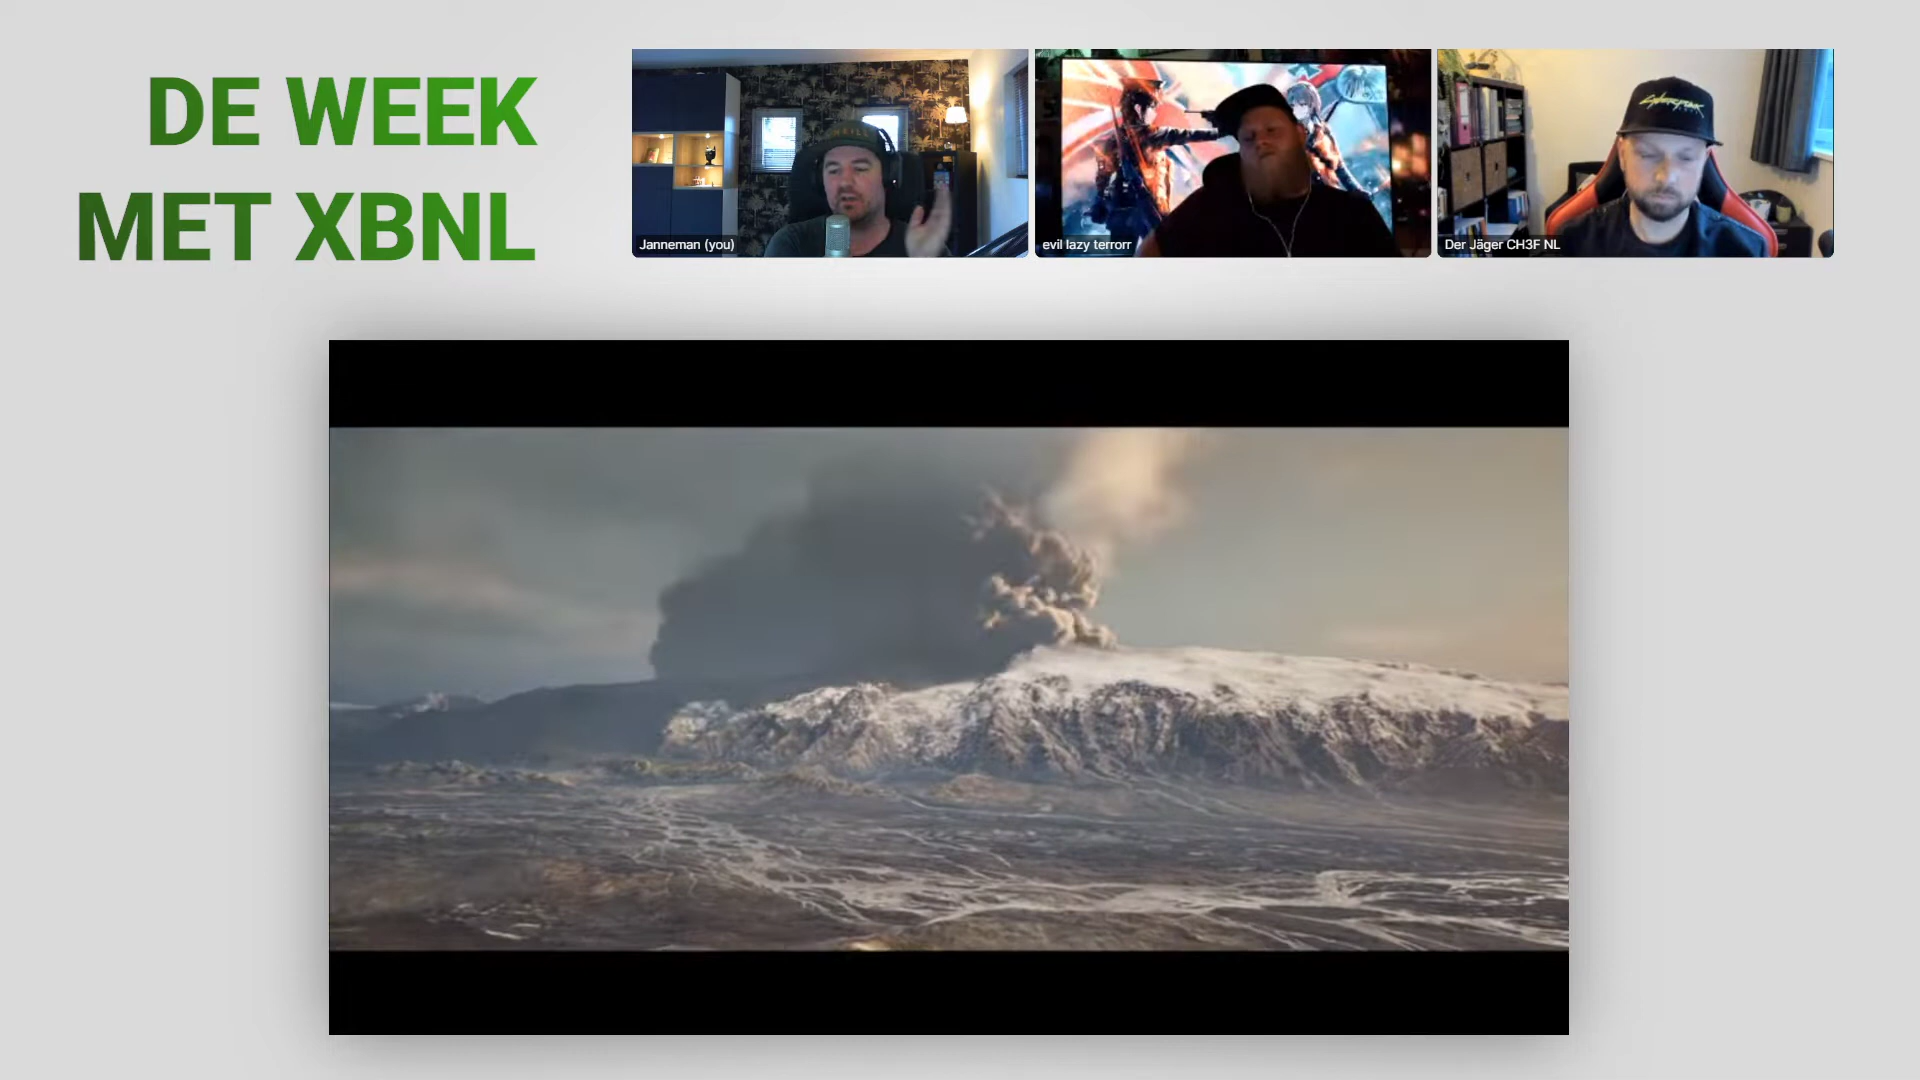 DE WEEK
MET XBNL
Janneman (you)
evil lazy terrorr
Der Jäger CH3F NL